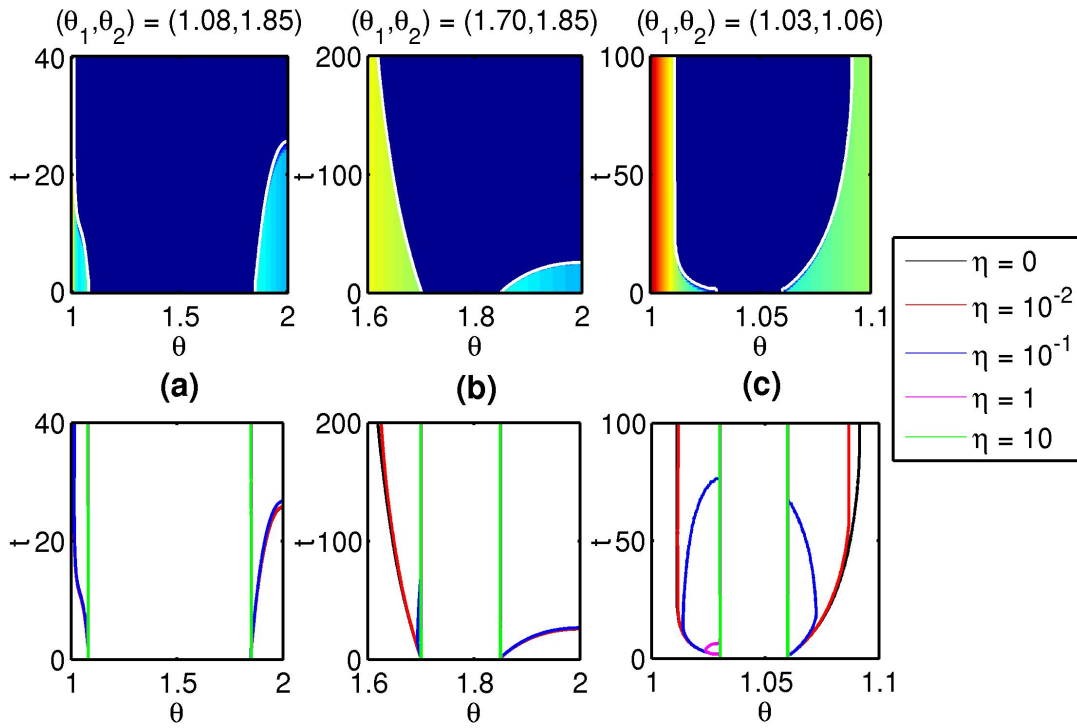 (θ₁,θ₂) = (1.08,1.85)
(θ₁,θ₂) = (1.70,1.85)
(θ₁,θ₂) = (1.03,1.06)
40
20
0
t
1
1.5
2
θ
200
100
0
t
1.6
1.8
2
θ
100
50
0
t
1
1.05
1.1
θ
(a)
(b)
(c)
η = 0
η = 10⁻²
η = 10⁻¹
η = 1
η = 10
40
20
0
t
1
1.5
2
θ
200
100
0
t
1.6
1.8
2
θ
100
50
0
t
1
1.05
1.1
θ